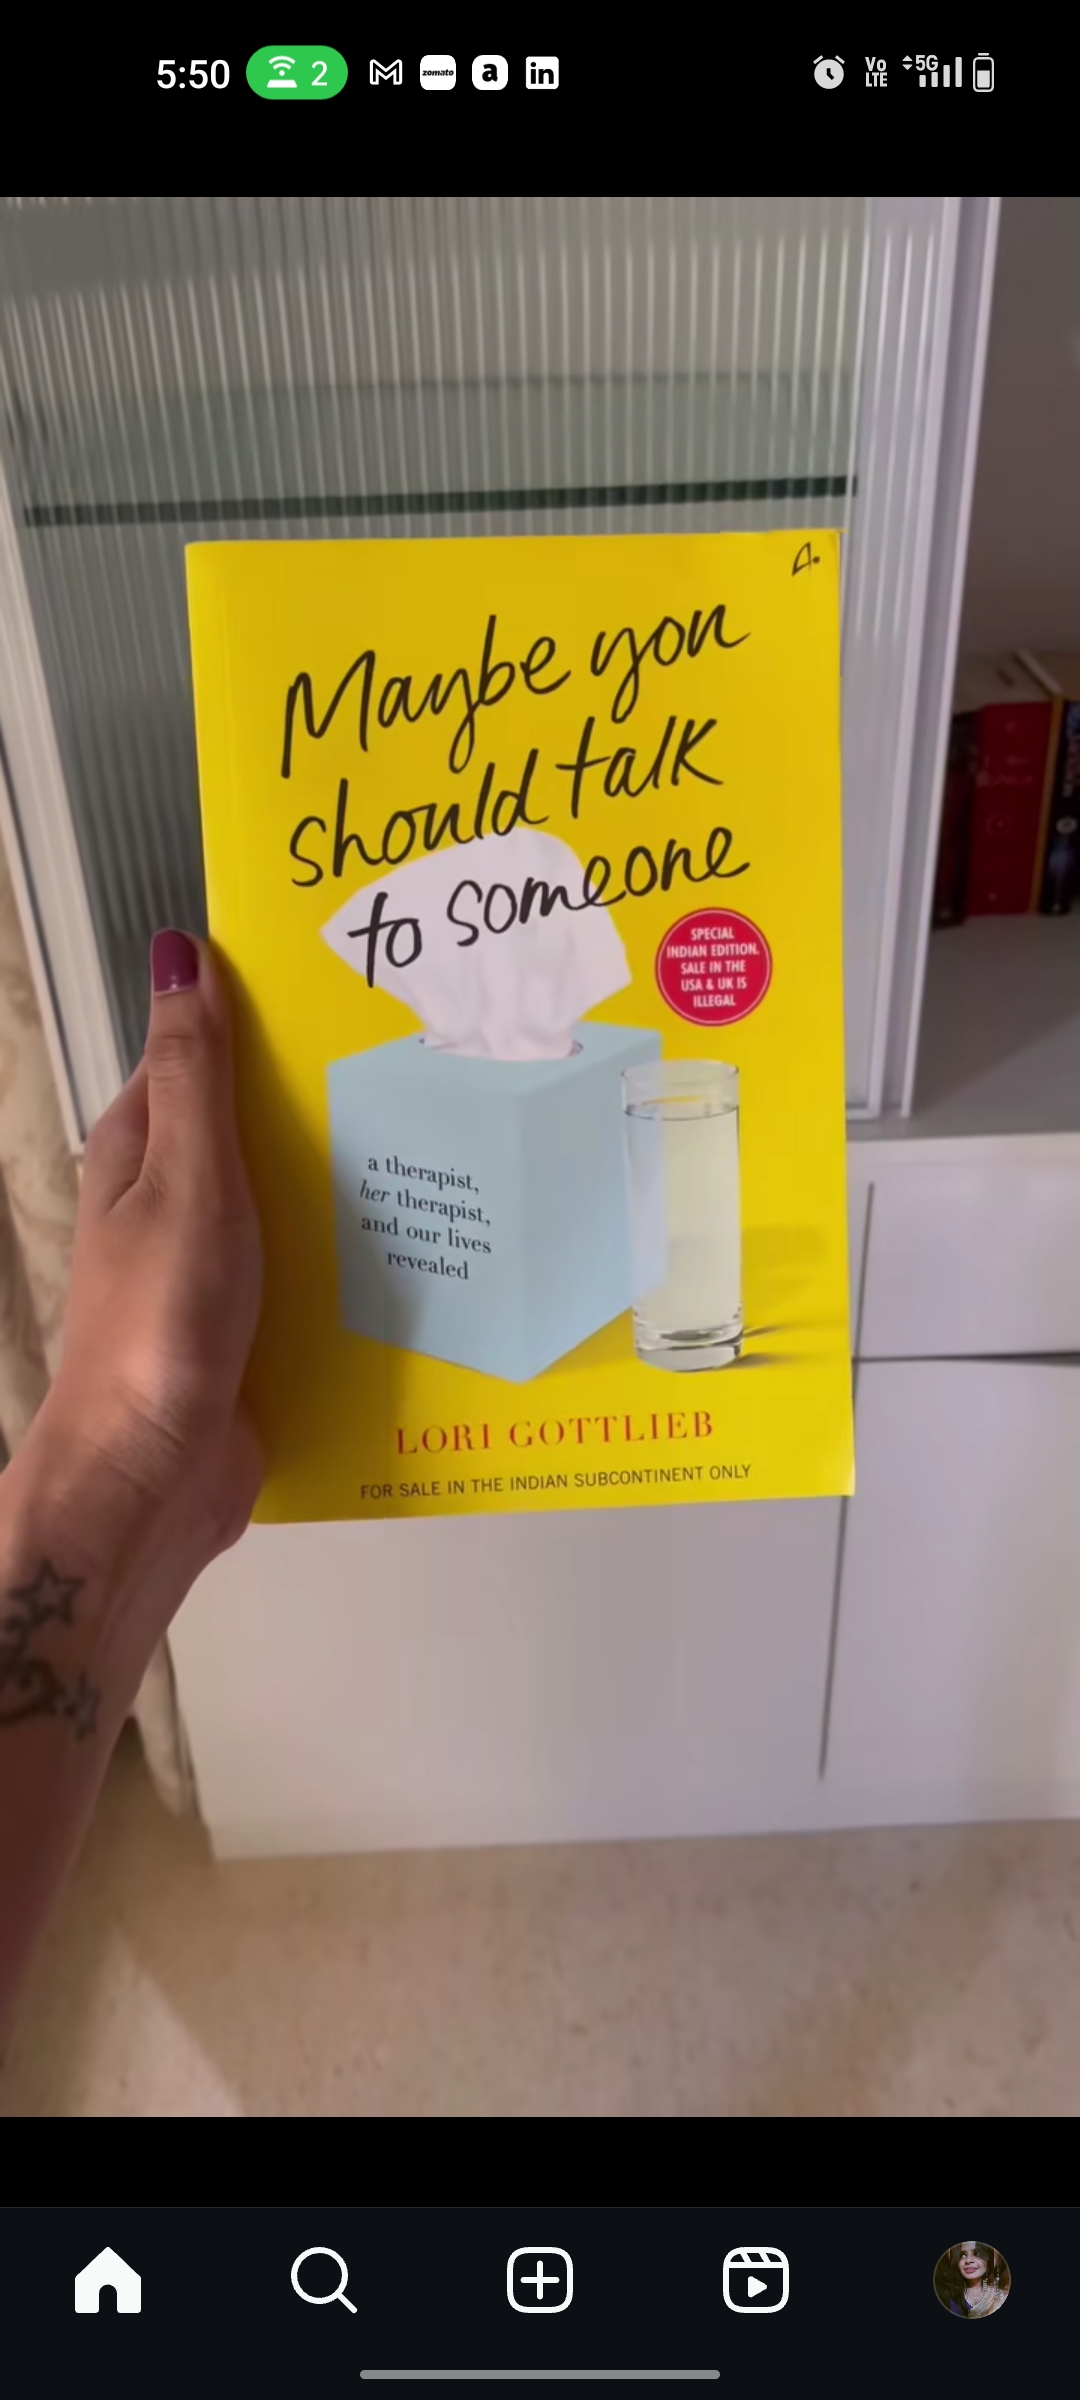 5:50 2 zomato a in Vo LTE 5G
A.
Maybe you
should talk
to someone
SPECIAL
INDIAN EDITION.
SALE IN THE
USA & UK IS
ILLEGAL
a therapist,
her therapist,
and our lives
revealed
LORI GOTTLIEB
FOR SALE IN THE INDIAN SUBCONTINENT ONLY